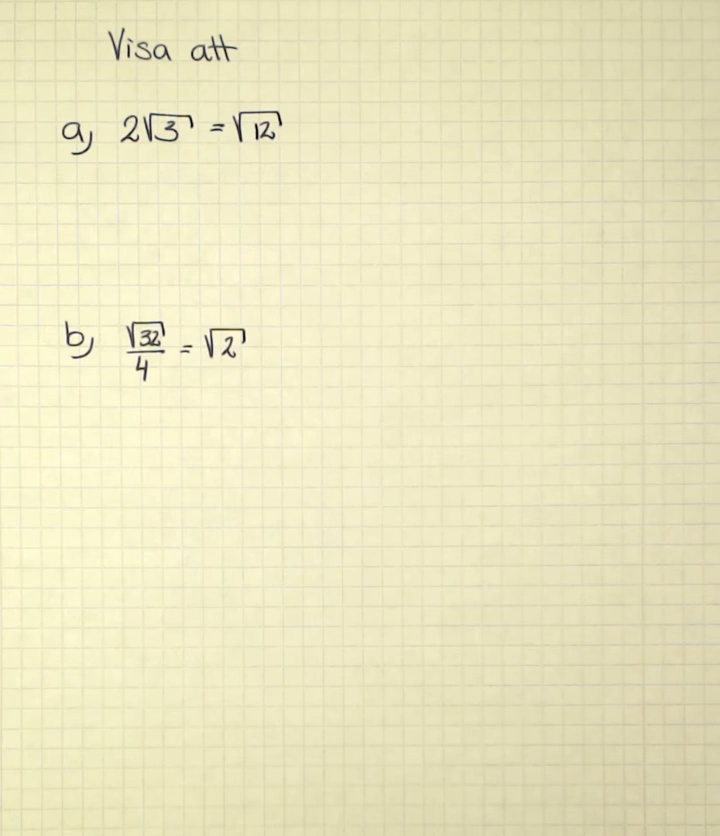 Visa att
a) 2√3 = √12
b) √32/4 = √2